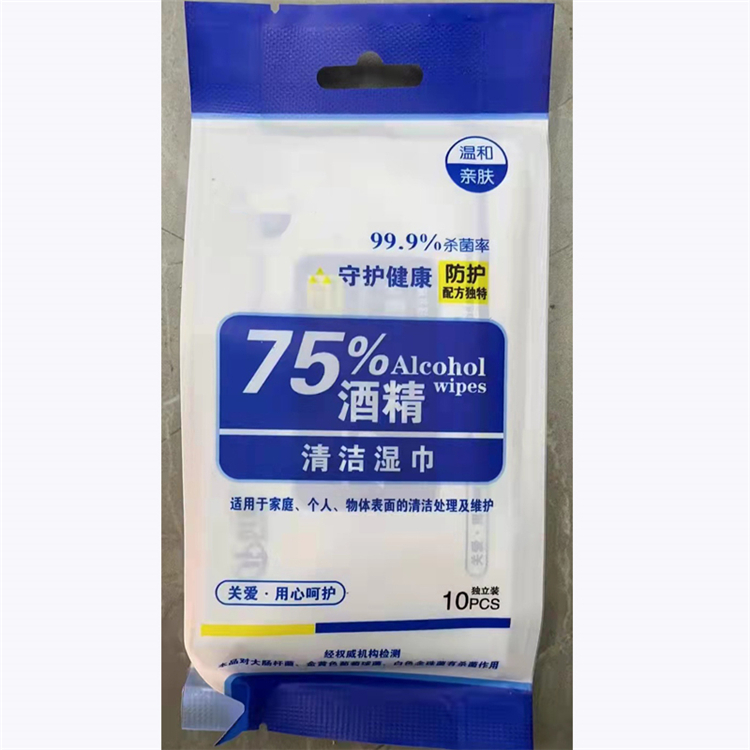 温和
亲肤
99.9%杀菌率
守护健康
防护
配方独特
75%
Alcohol
wipes
酒精
清洁湿巾
适用于家庭、个人、物体表面的清洁处理及维护
关爱·用心呵护
独立装
10PCS
经权威机构检测